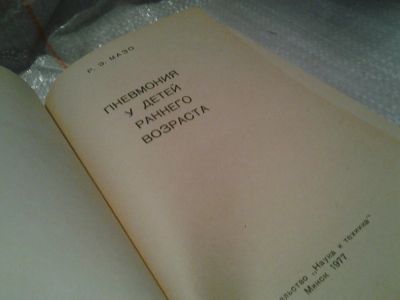 Р. Э. МАЗО
ПНЕВМОНИЯ
У ДЕТЕЙ
РАННЕГО
ВОЗРАСТА
„Наука и техника"
Минск 1977